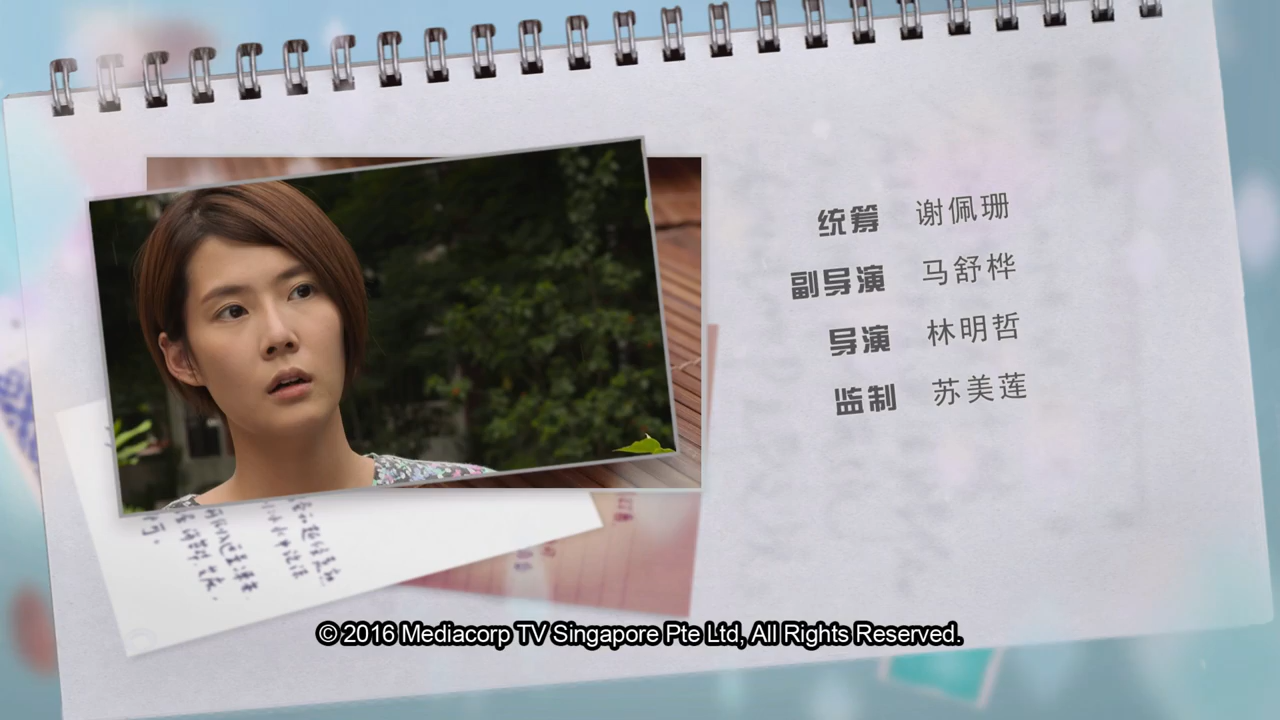 统筹 谢佩珊
副导演 马舒桦
导演 林明哲
监制 苏美莲
© 2016 Mediacorp TV Singapore Pte Ltd, All Rights Reserved.